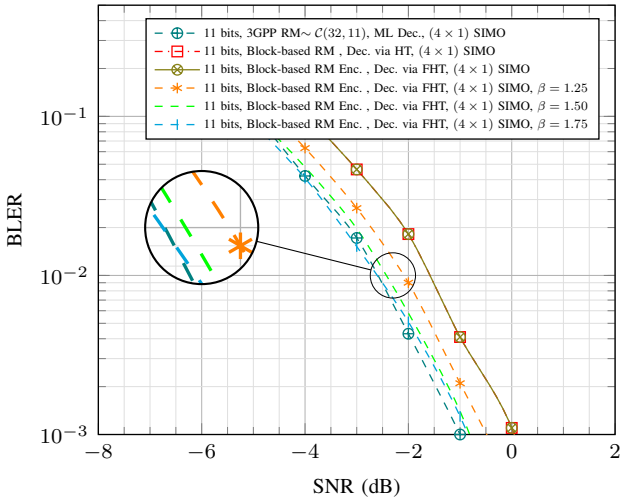 11 bits, 3GPP RM∼ C(32, 11), ML Dec., (4 × 1) SIMO
11 bits, Block-based RM , Dec. via HT, (4 × 1) SIMO
11 bits, Block-based RM Enc. , Dec. via FHT, (4 × 1) SIMO
11 bits, Block-based RM Enc. , Dec. via FHT, (4 × 1) SIMO, β = 1.25
11 bits, Block-based RM Enc. , Dec. via FHT, (4 × 1) SIMO, β = 1.50
11 bits, Block-based RM Enc. , Dec. via FHT, (4 × 1) SIMO, β = 1.75
10⁻¹
10⁻²
10⁻³
BLER
−8 −6 −4 −2 0 2
SNR (dB)